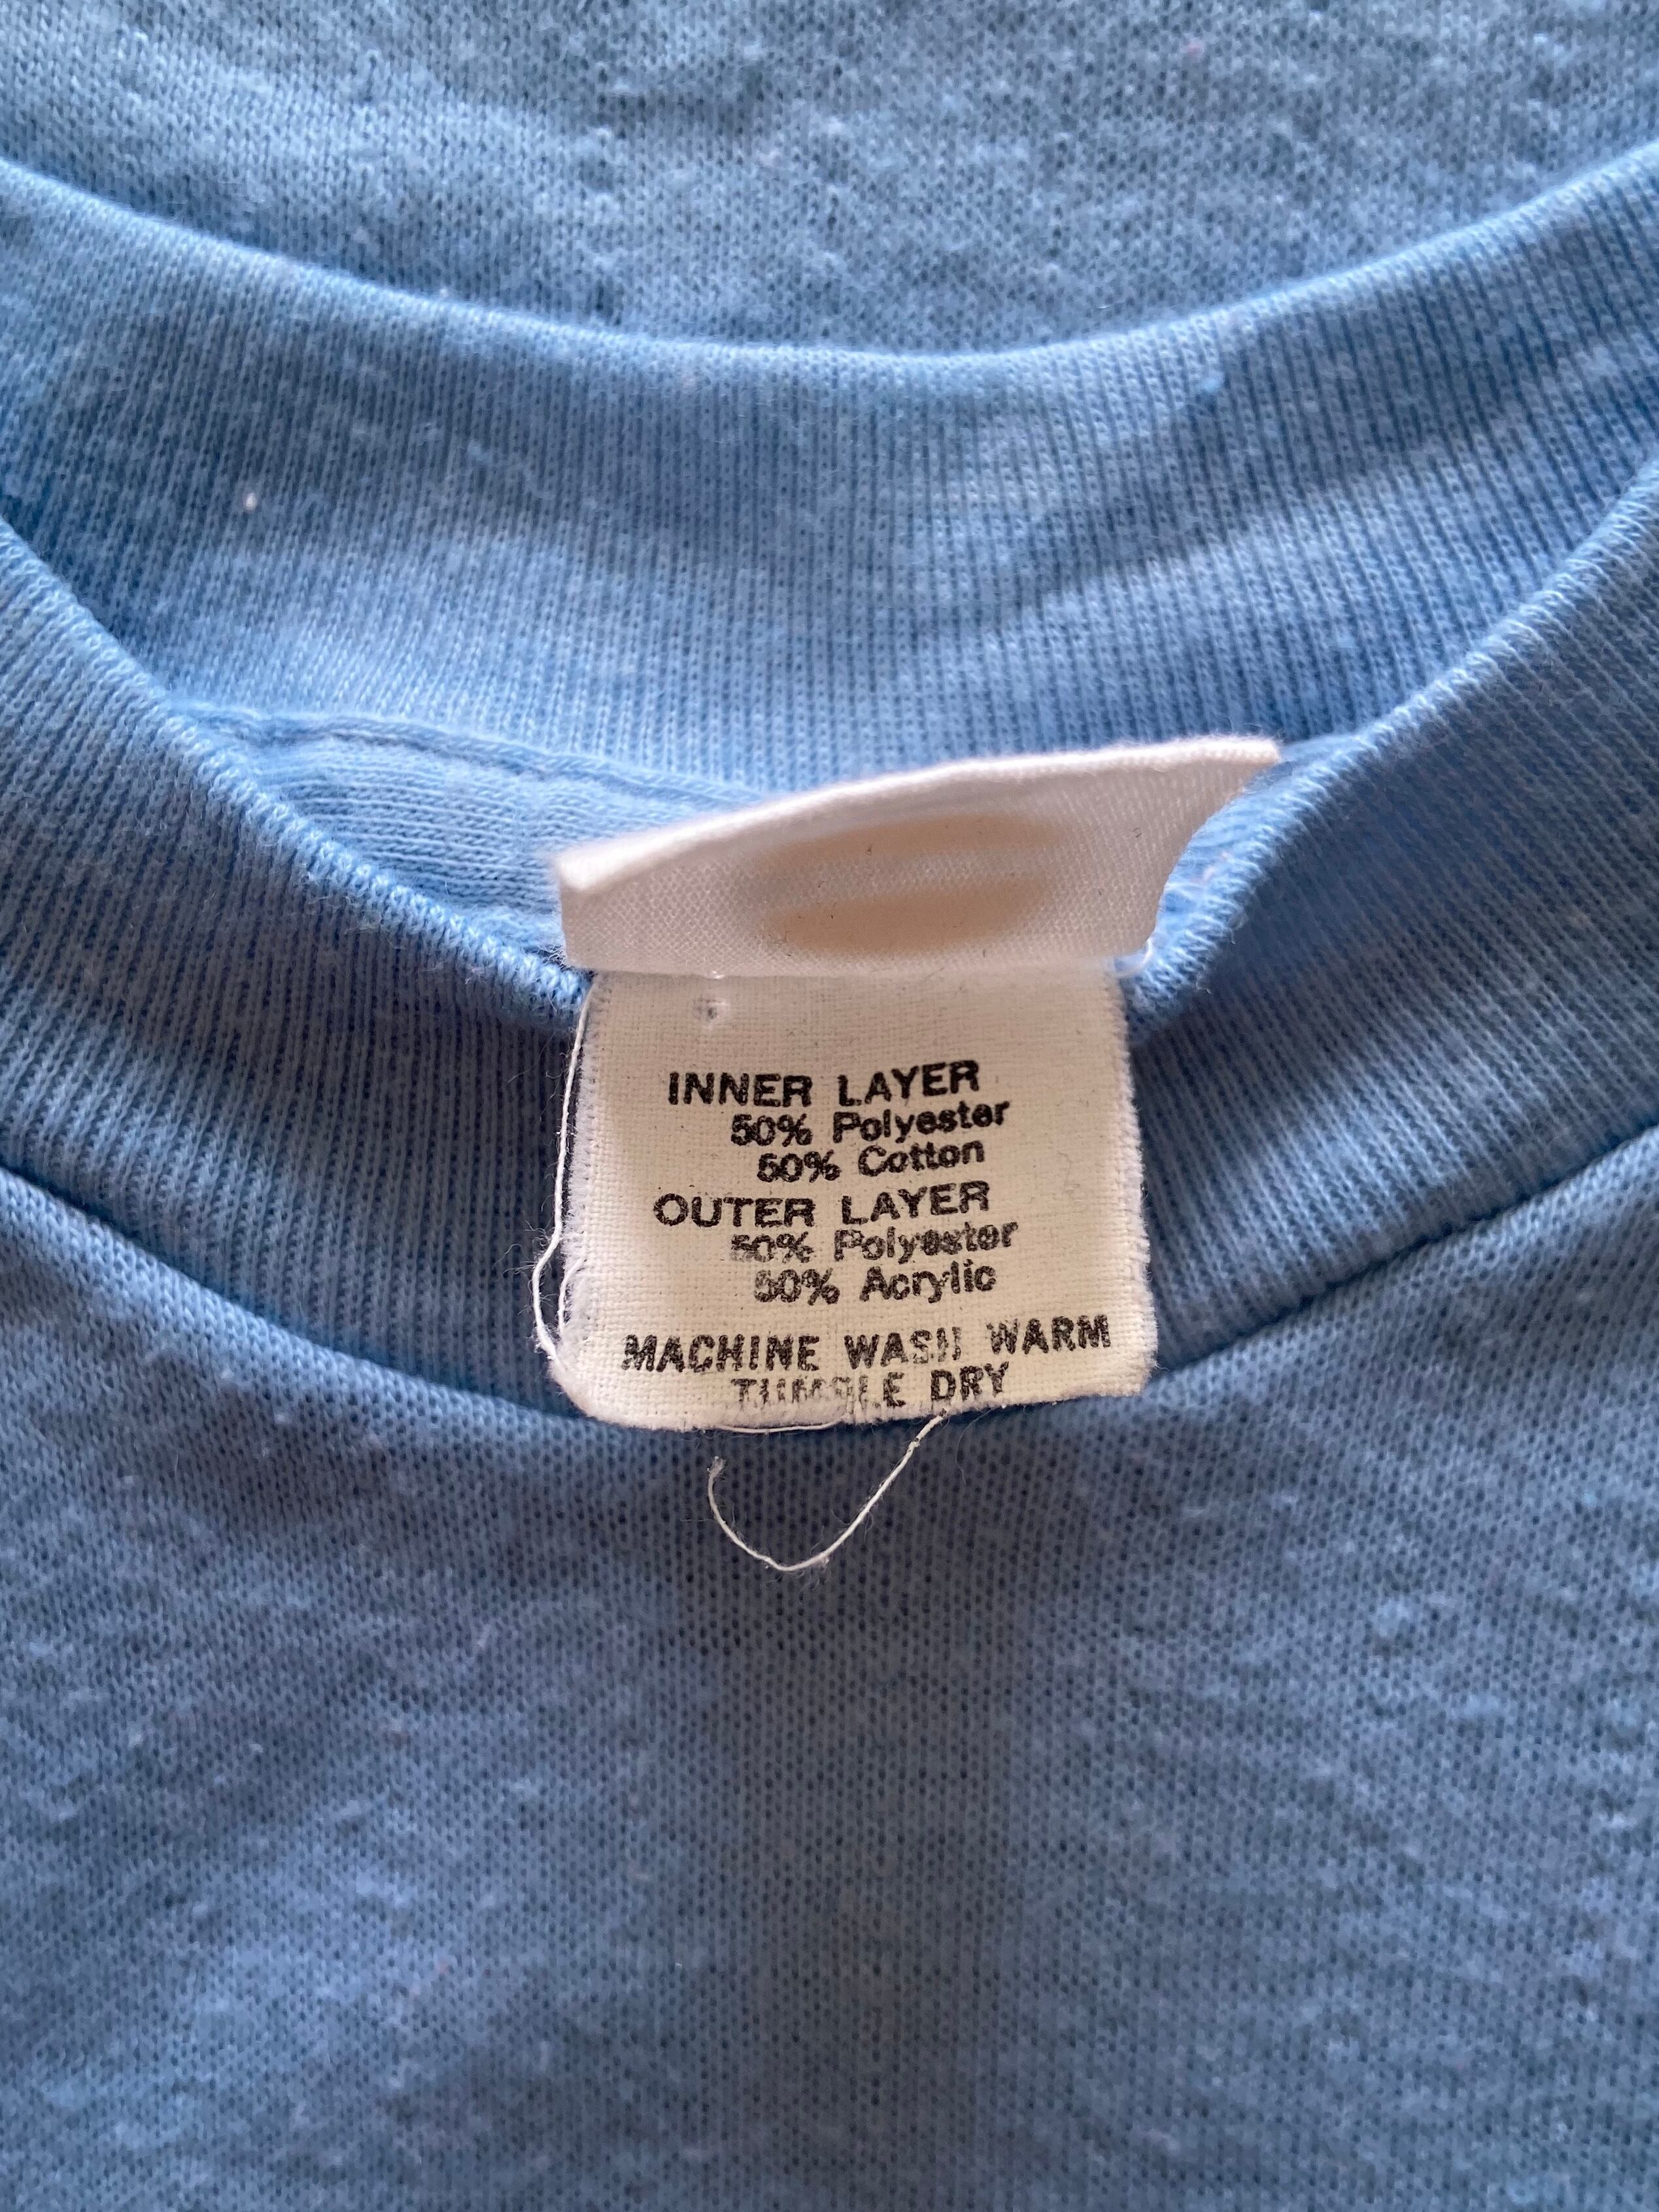 INNER LAYER
50% Polyester
50% Cotton
OUTER LAYER
50% Polyester
50% Acrylic
MACHINE WASH WARM
TUMBLE DRY